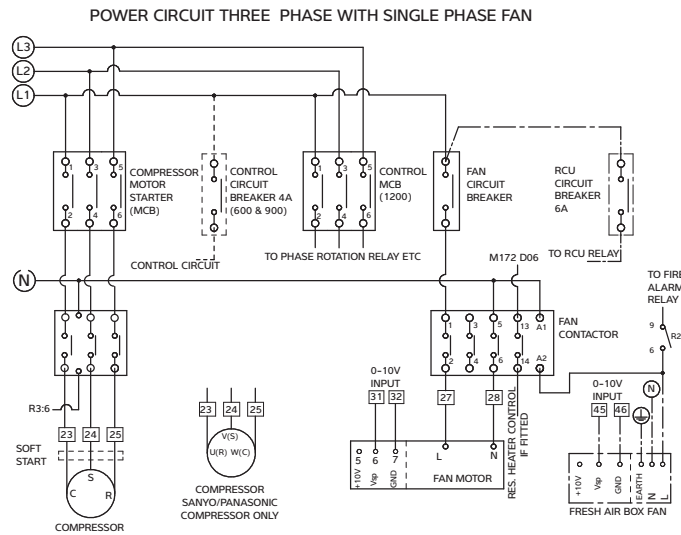 POWER CIRCUIT THREE PHASE WITH SINGLE PHASE FAN
L3
L2
L1
1 3 5
2 4 6
COMPRESSOR
MOTOR
STARTER
(MCB)
CONTROL
CIRCUIT
BREAKER 4A
(600 & 900)
1 3 5
2 4 6
CONTROL
MCB
(1200)
FAN
CIRCUIT
BREAKER
RCU
CIRCUIT
BREAKER
6A
CONTROL CIRCUIT
TO PHASE ROTATION RELAY ETC
TO RCU RELAY
M172 D06
N
TO FIRE
ALARM
RELAY
1 3 5 13 A1
2 4 6 14 A2
FAN
CONTACTOR
9
R2
6
R3:6
0-10V
INPUT
31 32
27
28
RES. HEATER CONTROL
IF FITTED
0-10V
INPUT
45 46
N
23 24 25
SOFT
START
S
C R
COMPRESSOR
23 24 25
V(S)
U(R) W(C)
COMPRESSOR
SANYO/PANASONIC
COMPRESSOR ONLY
5 6 7
+10V
Vsp
GND
L N
FAN MOTOR
+10V
Vsp
GND
EARTH
N
L
FRESH AIR BOX FAN